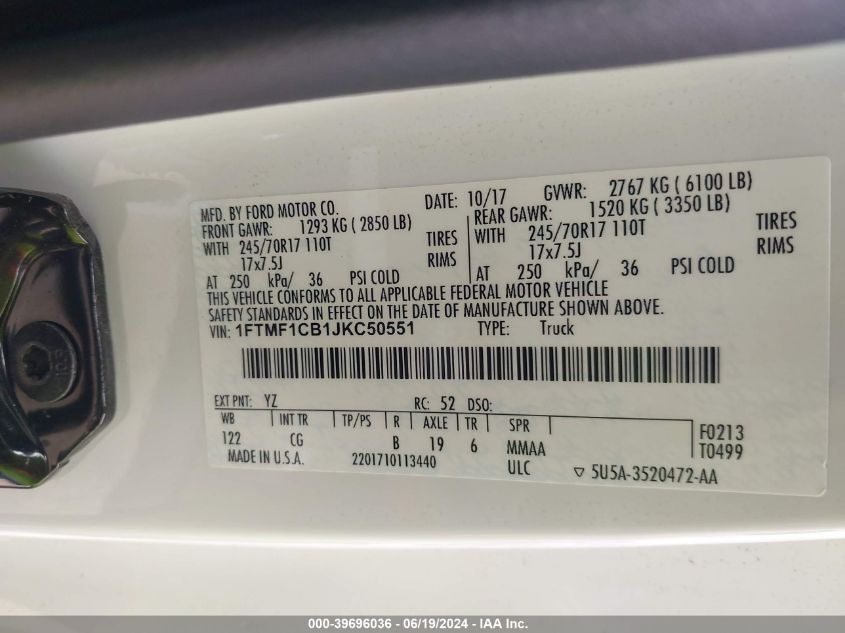 MFD. BY FORD MOTOR CO. DATE: 10/17 GVWR: 2767 KG ( 6100 LB)
FRONT GAWR: 1293 KG ( 2850 LB) REAR GAWR: 1520 KG ( 3350 LB)
WITH 245/70R17 110T TIRES WITH 245/70R17 110T TIRES
17x7.5J RIMS 17x7.5J RIMS
AT 250 kPa/ 36 PSI COLD AT 250 kPa/ 36 PSI COLD
THIS VEHICLE CONFORMS TO ALL APPLICABLE FEDERAL MOTOR VEHICLE
SAFETY STANDARDS IN EFFECT ON THE DATE OF MANUFACTURE SHOWN ABOVE.
VIN: 1FTMF1CB1JKC50551 TYPE: Truck
EXT PNT: YZ RC: 52 DSO:
WB INT TR TP/PS R AXLE TR SPR
122 CG B 19 6 MMAA F0213
MADE IN U.S.A. 2201710113440 ULC T0499
▽ 5U5A-3520472-AA
000-39696036 - 06/19/2024 - IAA Inc.